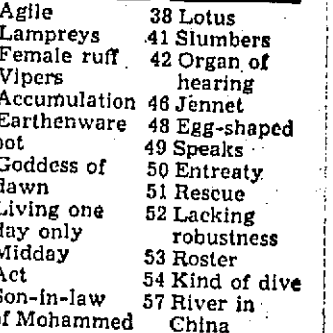 Agile
Lampreys
Female ruff
Vipers
Accumulation
Earthenware
pot
Goddess of
dawn
Living one
day only
Midday
Act
Son-in-law
of Mohammed
38 Lotus
41 Slumbers
42 Organ of
hearing
46 Jennet
48 Egg-shaped
49 Speaks
50 Entreaty
51 Rescue
52 Lacking
robustness
53 Roster
54 Kind of dive
57 River in
China